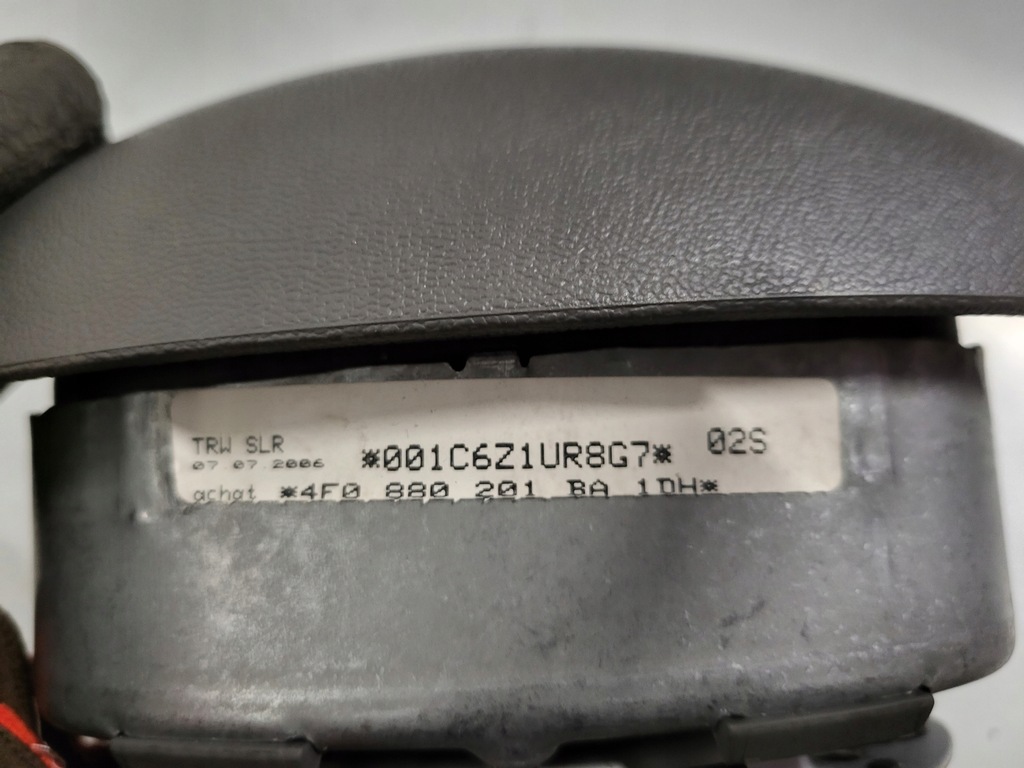 TRW SLR
07.07.2006
*001C6Z1UR8G7*
02S
achat *4F0 880 201 BA 1DH*